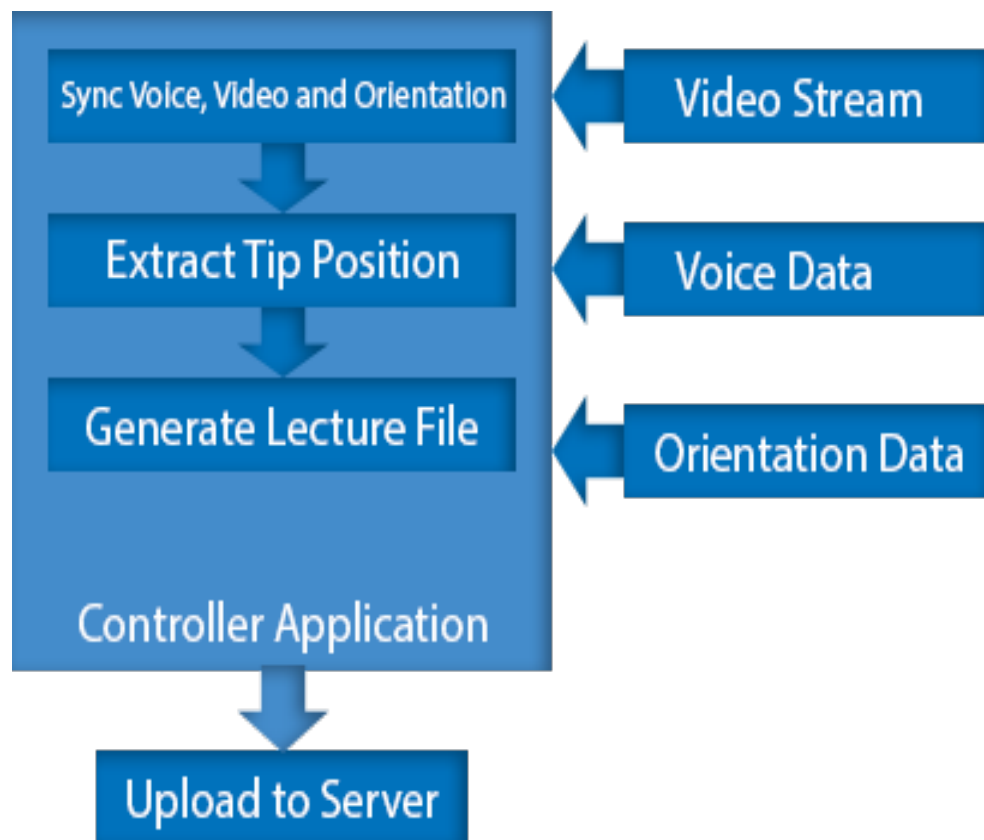 Sync Voice, Video and Orientation
Video Stream
Extract Tip Position
Voice Data
Generate Lecture File
Orientation Data
Controller Application
Upload to Server